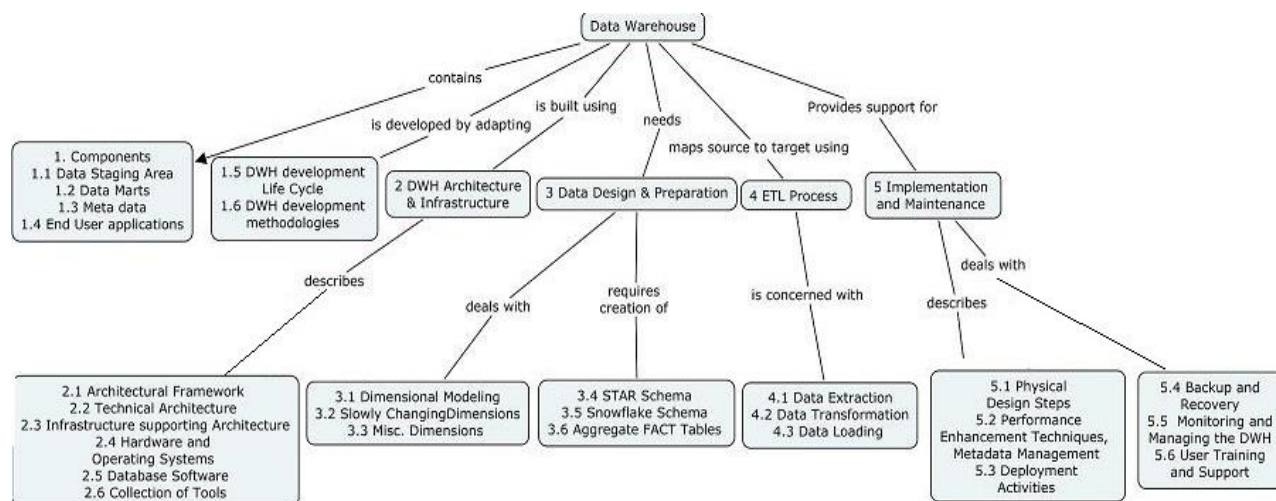 Data Warehouse
contains
is developed by adapting
is built using
needs
maps source to target using
Provides support for
1. Components
1.1 Data Staging Area
1.2 Data Marts
1.3 Meta data
1.4 End User applications
1.5 DWH development
Life Cycle
1.6 DWH development
methodologies
2 DWH Architecture
& Infrastructure
3 Data Design & Preparation
4 ETL Process
5 Implementation
and Maintenance
describes
deals with
requires
creation of
is concerned with
describes
deals with
2.1 Architectural Framework
2.2 Technical Architecture
2.3 Infrastructure supporting Architecture
2.4 Hardware and
Operating Systems
2.5 Database Software
2.6 Collection of Tools
3.1 Dimensional Modeling
3.2 Slowly ChangingDimensions
3.3 Misc. Dimensions
3.4 STAR Schema
3.5 Snowflake Schema
3.6 Aggregate FACT Tables
4.1 Data Extraction
4.2 Data Transformation
4.3 Data Loading
5.1 Physical
Design Steps
5.2 Performance
Enhancement Techniques,
Metadata Management
5.3 Deployment
Activities
5.4 Backup and
Recovery
5.5 Monitoring and
Managing the DWH
5.6 User Training
and Support